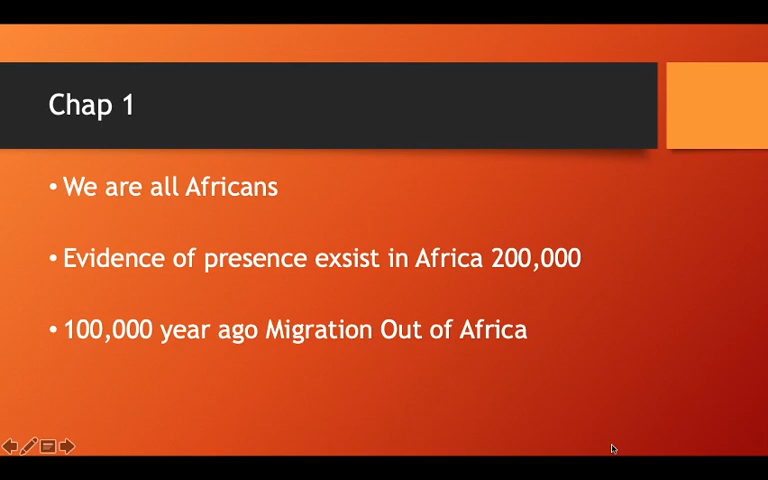 Chap 1
• We are all Africans
• Evidence of presence exsist in Africa 200,000
• 100,000 year ago Migration Out of Africa